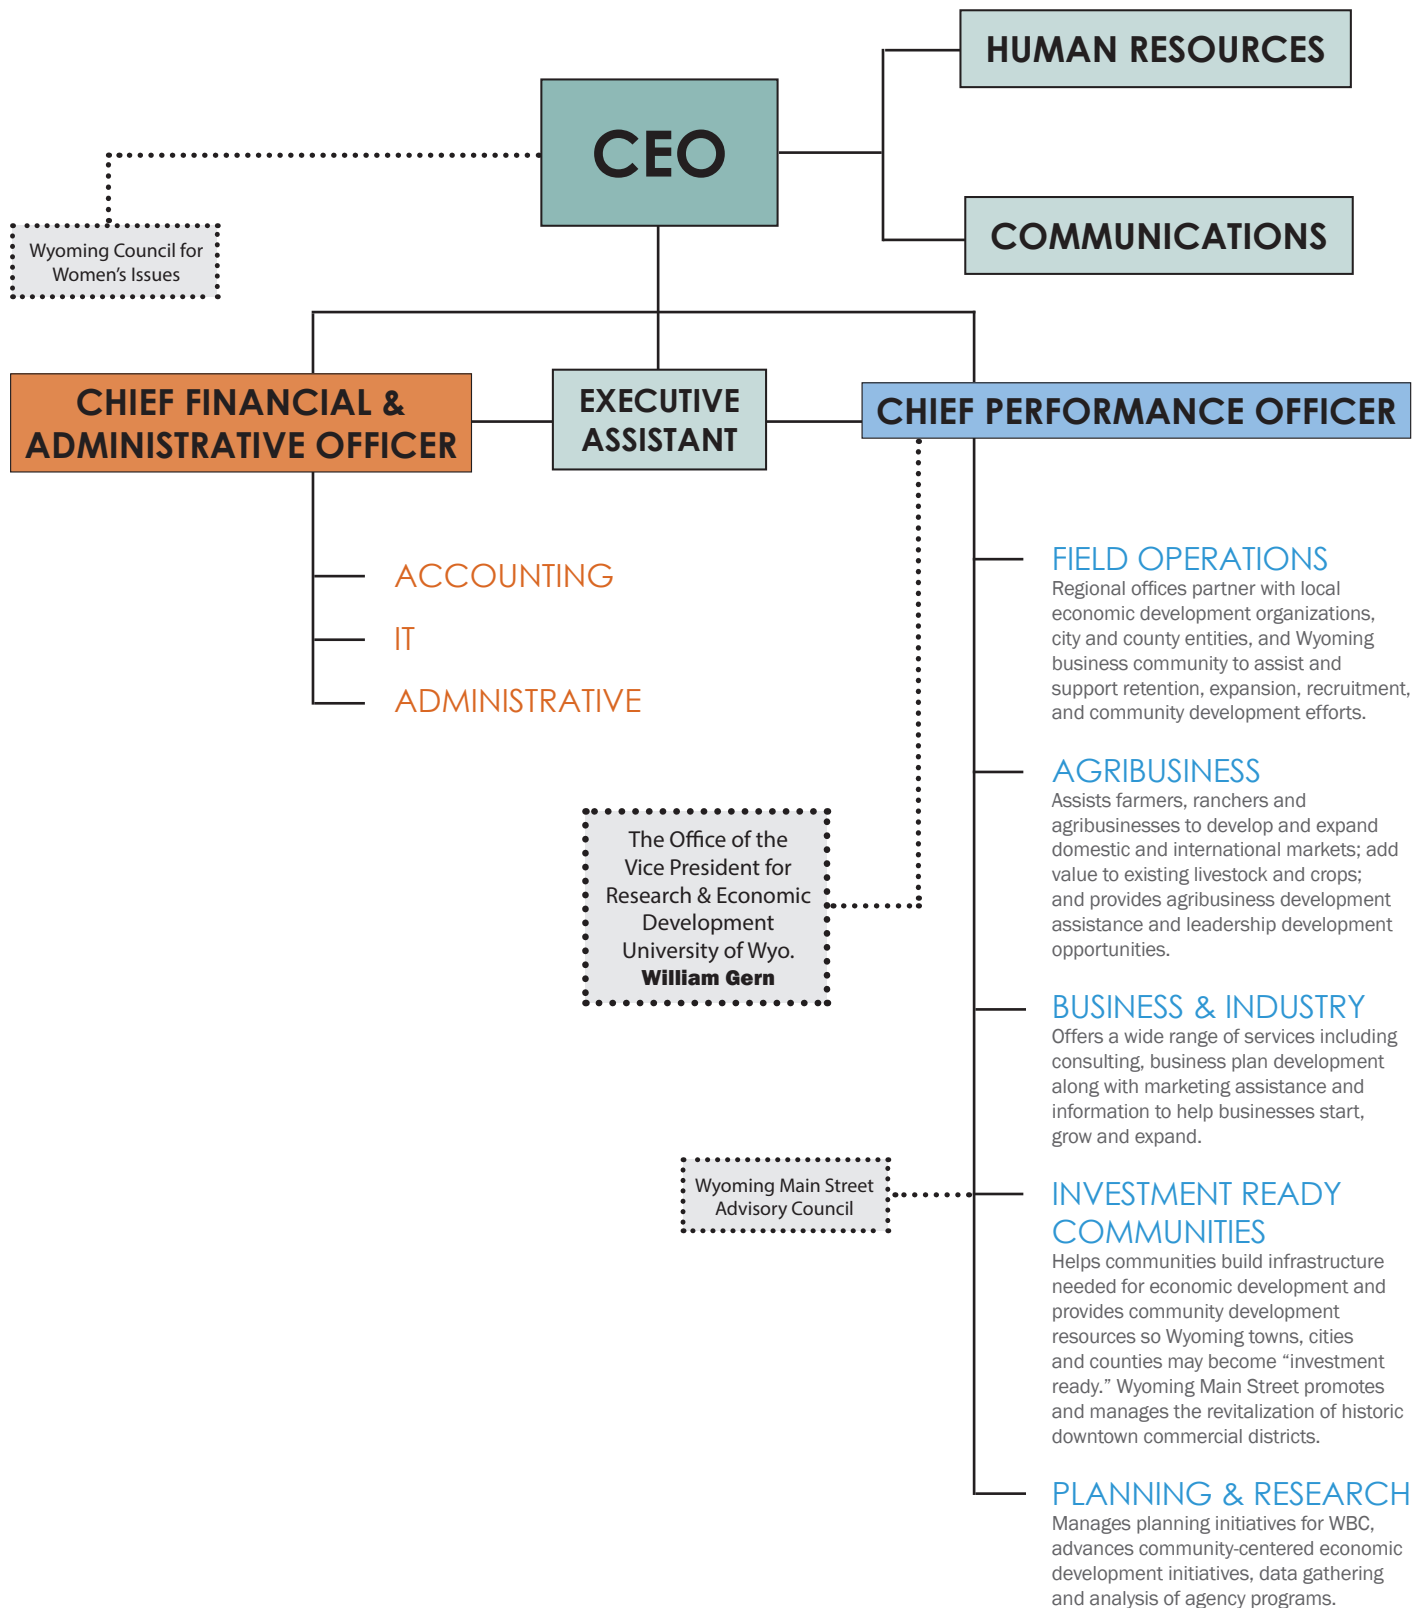 HUMAN RESOURCES
CEO
COMMUNICATIONS
Wyoming Council for
Women's Issues
CHIEF FINANCIAL &
ADMINISTRATIVE OFFICER
EXECUTIVE
ASSISTANT
CHIEF PERFORMANCE OFFICER
ACCOUNTING
IT
ADMINISTRATIVE
FIELD OPERATIONS
Regional offices partner with local
economic development organizations,
city and county entities, and Wyoming
business community to assist and
support retention, expansion, recruitment,
and community development efforts.
AGRIBUSINESS
Assists farmers, ranchers and
agribusinesses to develop and expand
domestic and international markets; add
value to existing livestock and crops;
and provides agribusiness development
assistance and leadership development
opportunities.
The Office of the
Vice President for
Research & Economic
Development
University of Wyo.
William Gern
BUSINESS & INDUSTRY
Offers a wide range of services including
consulting, business plan development
along with marketing assistance and
information to help businesses start,
grow and expand.
Wyoming Main Street
Advisory Council
INVESTMENT READY
COMMUNITIES
Helps communities build infrastructure
needed for economic development and
provides community development
resources so Wyoming towns, cities
and counties may become “investment
ready.” Wyoming Main Street promotes
and manages the revitalization of historic
downtown commercial districts.
PLANNING & RESEARCH
Manages planning initiatives for WBC,
advances community-centered economic
development initiatives, data gathering
and analysis of agency programs.